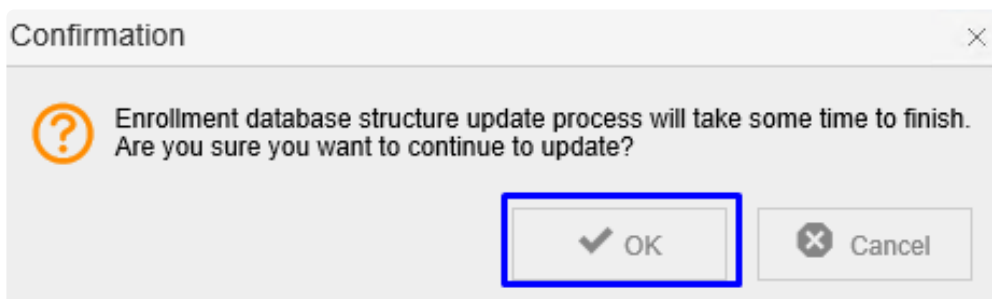 Confirmation
Enrollment database structure update process will take some time to finish.
Are you sure you want to continue to update?
OK
Cancel